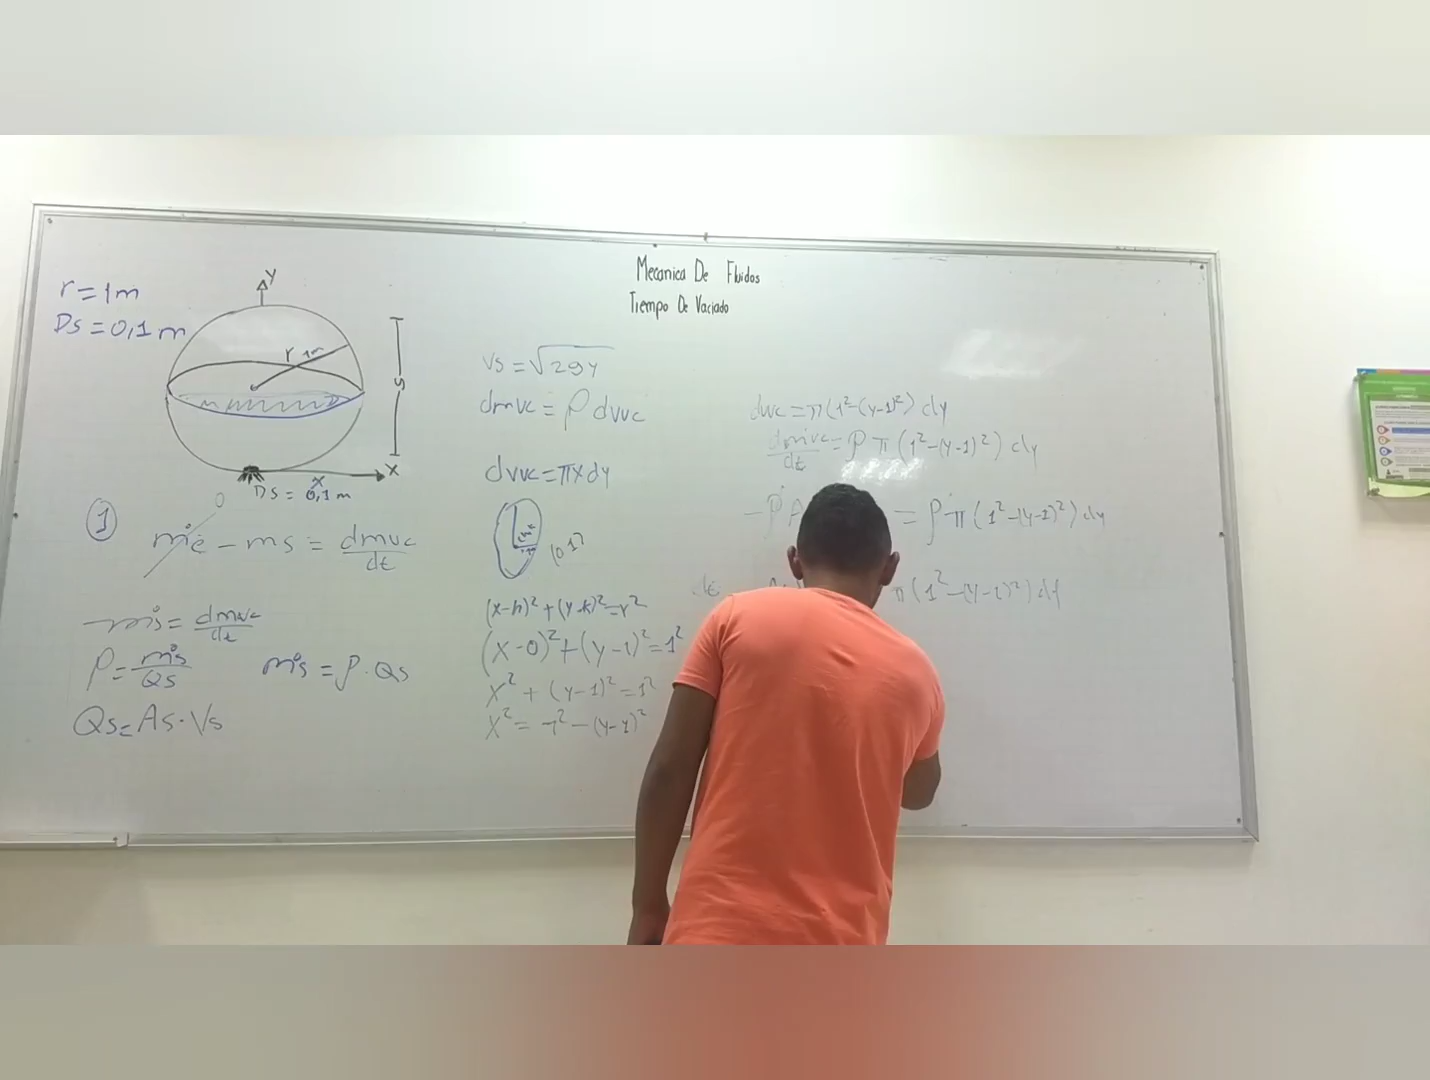 Mecanica De Fluidos
Tiempo De Vaciado
r = 1m
Ds = 0,1 m
Y
r 1m
S
X
x
Ds = 0,1 m
1
0
ṁe - ms = dmvc/dt
-ṁs = dmvc/dt
ρ = ṁs/Qs
ṁs = ρ · Qs
Qs = As · Vs
vs = √2gy
dmvc = ρ dvvc
dvvc = πx dy
(0,1)
(x-h)² + (y-k)² = r²
(x-0)² + (y-1)² = 1²
x² + (y-1)² = 1²
x² = 1² - (y-1)²
dvvc = π(1² - (y-1)²) dy
dmvc/dt = ρ π (1² - (y-1)²) dy
-ρ A = ρ π (1² - (y-1)²) dy
π (1² - (y-1)²) dy